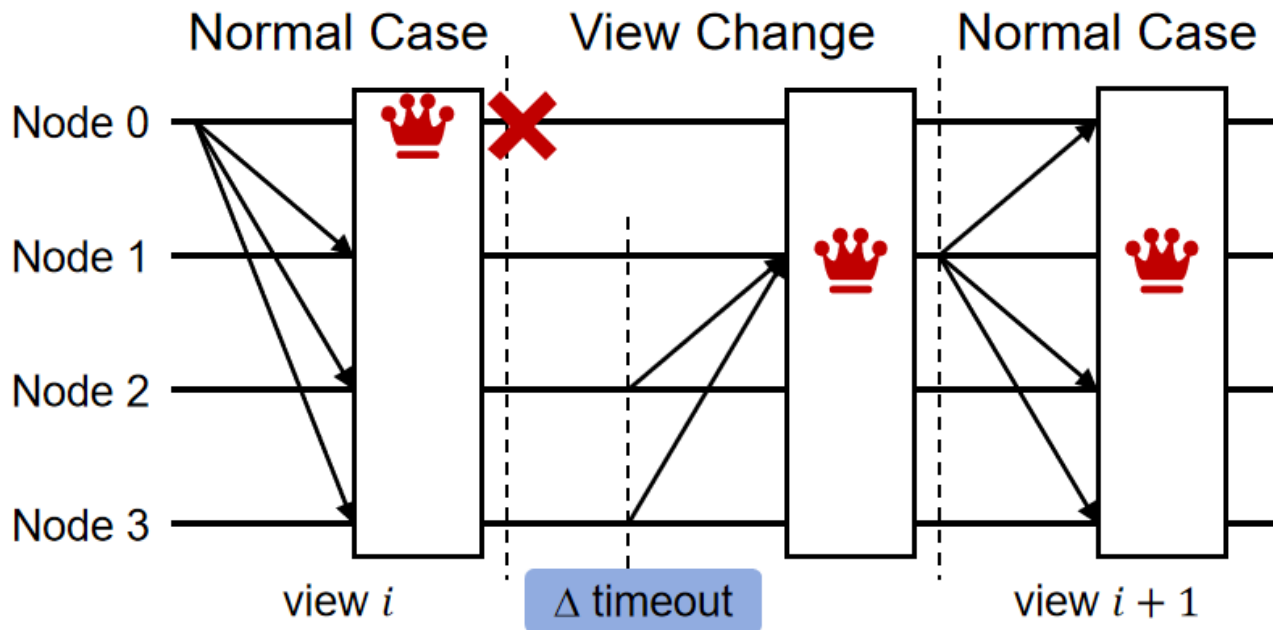 Normal Case
View Change
Normal Case
Node 0
Node 1
Node 2
Node 3
view i
Δ timeout
view i + 1